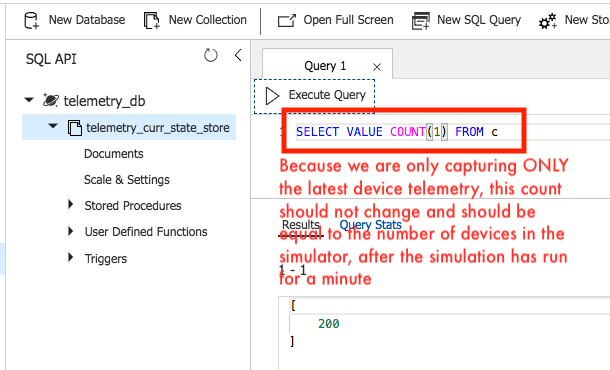 New Database New Collection Open Full Screen New SQL Query New Sto
SQL API
telemetry_db
telemetry_curr_state_store
Documents
Scale & Settings
Stored Procedures
User Defined Functions
Triggers
Query 1
Execute Query
1 SELECT VALUE COUNT(1) FROM c
Because we are only capturing ONLY
the latest device telemetry, this count
should not change and should be
Results Query Stats
equal to the number of devices in the
simulator, after the simulation has run
1 - 1
for a minute
[
200
]